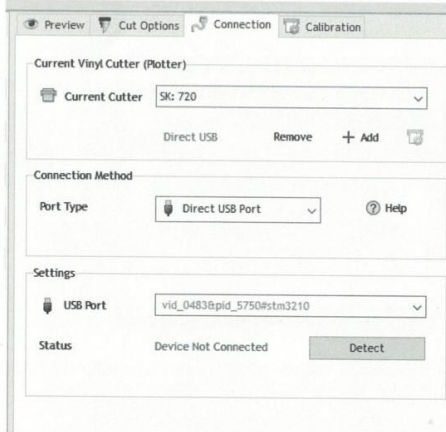 Preview Cut Options Connection Calibration
Current Vinyl Cutter (Plotter)
Current Cutter SK: 720
Direct USB Remove + Add
Connection Method
Port Type Direct USB Port ? Help
Settings
USB Port vid_0483&pid_5750#stm3210
Status Device Not Connected Detect